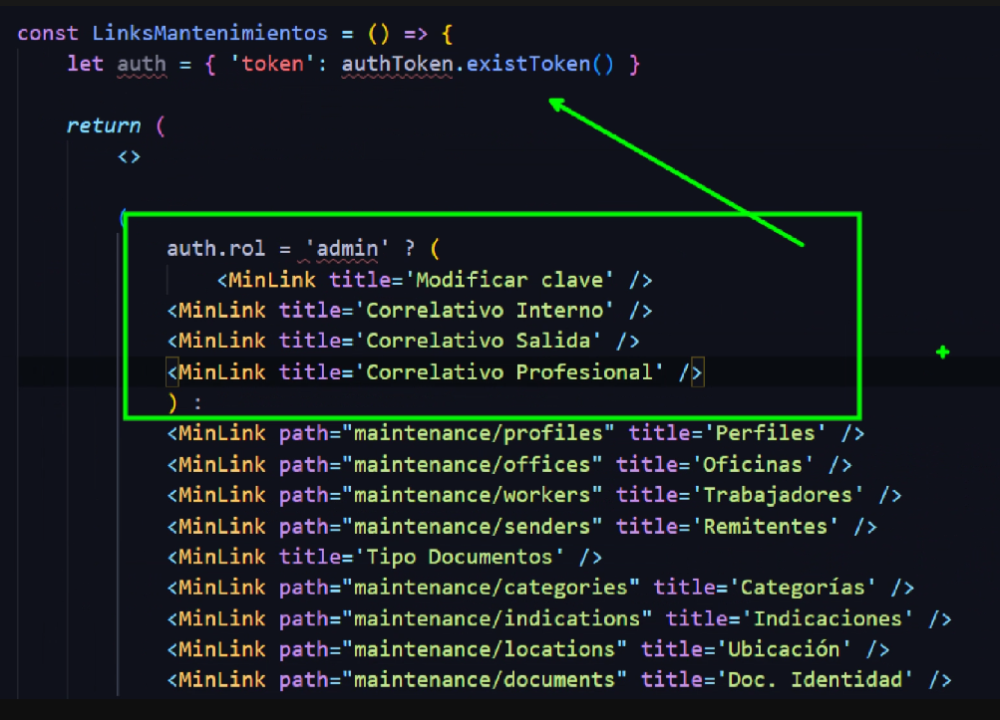 const LinksMantenimientos = () => {
let auth = { 'token': authToken.existToken() }
return (
<>
(
auth.rol = 'admin' ? (
<MinLink title='Modificar clave' />
<MinLink title='Correlativo Interno' />
<MinLink title='Correlativo Salida' />
<MinLink title='Correlativo Profesional' />
) :
<MinLink path="maintenance/profiles" title='Perfiles' />
<MinLink path="maintenance/offices" title='Oficinas' />
<MinLink path="maintenance/workers" title='Trabajadores' />
<MinLink path="maintenance/senders" title='Remitentes' />
<MinLink title='Tipo Documentos' />
<MinLink path="maintenance/categories" title='Categorías' />
<MinLink path="maintenance/indications" title='Indicaciones' />
<MinLink path="maintenance/locations" title='Ubicación' />
<MinLink path="maintenance/documents" title='Doc. Identidad' />